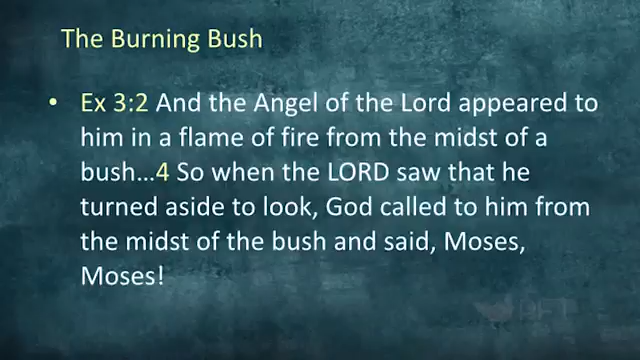 The Burning Bush
• Ex 3:2 And the Angel of the Lord appeared to
him in a flame of fire from the midst of a
bush...4 So when the LORD saw that he
turned aside to look, God called to him from
the midst of the bush and said, Moses,
Moses!